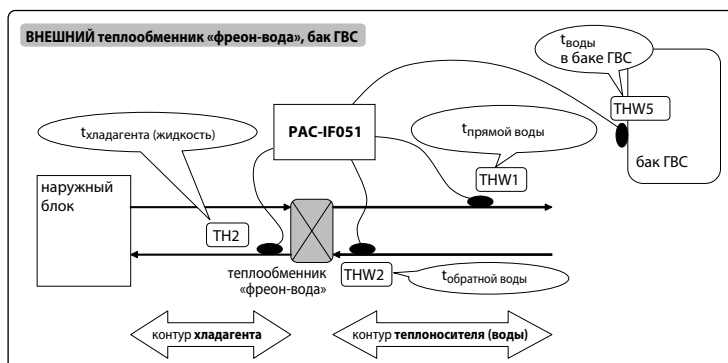 ВНЕШНИЙ теплообменник «фреон-вода», бак ГВС
tводы
в баке ГВС
THW5
PAC-IF051
tхладагента (жидкость)
tпрямой воды
THW1
бак ГВС
наружный
блок
TH2
теплообменник
«фреон-вода»
THW2
tобратной воды
контур хладагента
контур теплоносителя (воды)